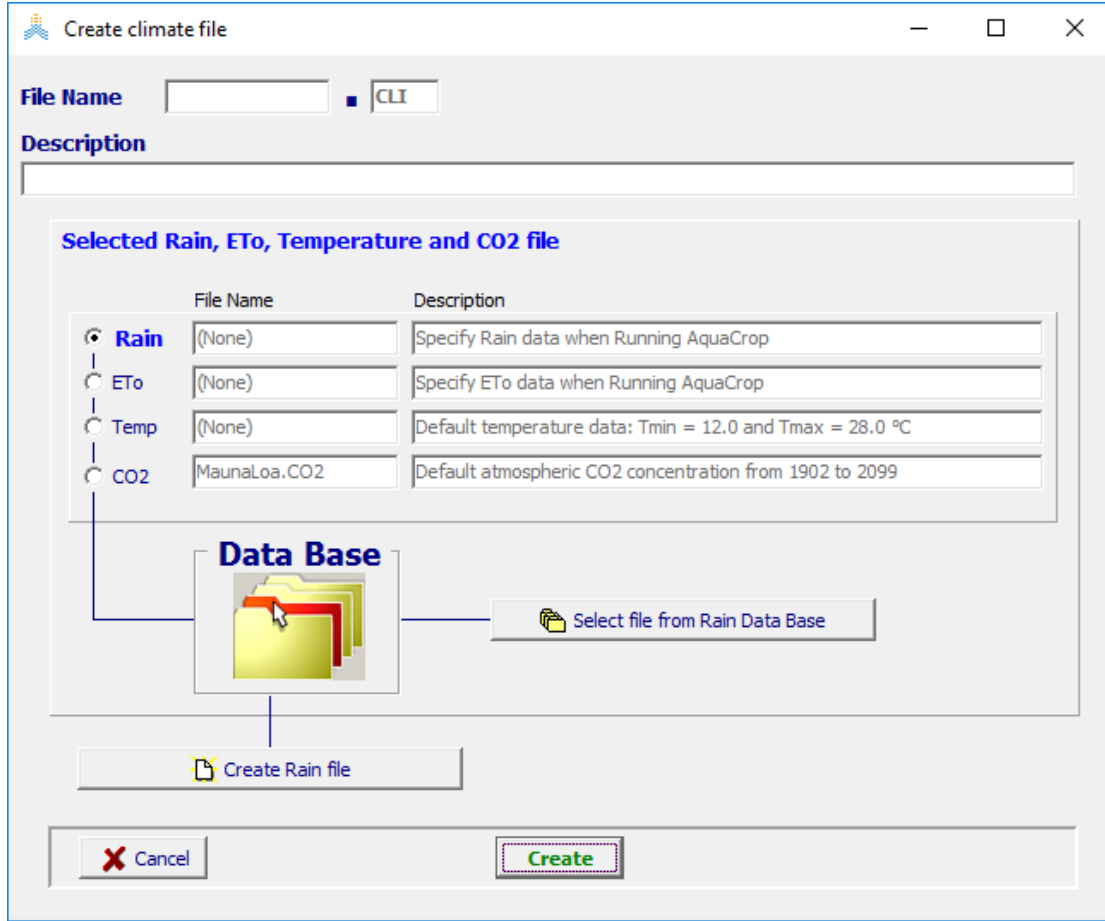 Create climate file
File Name . CLI
Description
Selected Rain, ETo, Temperature and CO2 file
File Name Description
Rain (None) Specify Rain data when Running AquaCrop
ETo (None) Specify ETo data when Running AquaCrop
Temp (None) Default temperature data: Tmin = 12.0 and Tmax = 28.0 ºC
CO2 MaunaLoa.CO2 Default atmospheric CO2 concentration from 1902 to 2099
Data Base
Select file from Rain Data Base
Create Rain file
Cancel Create